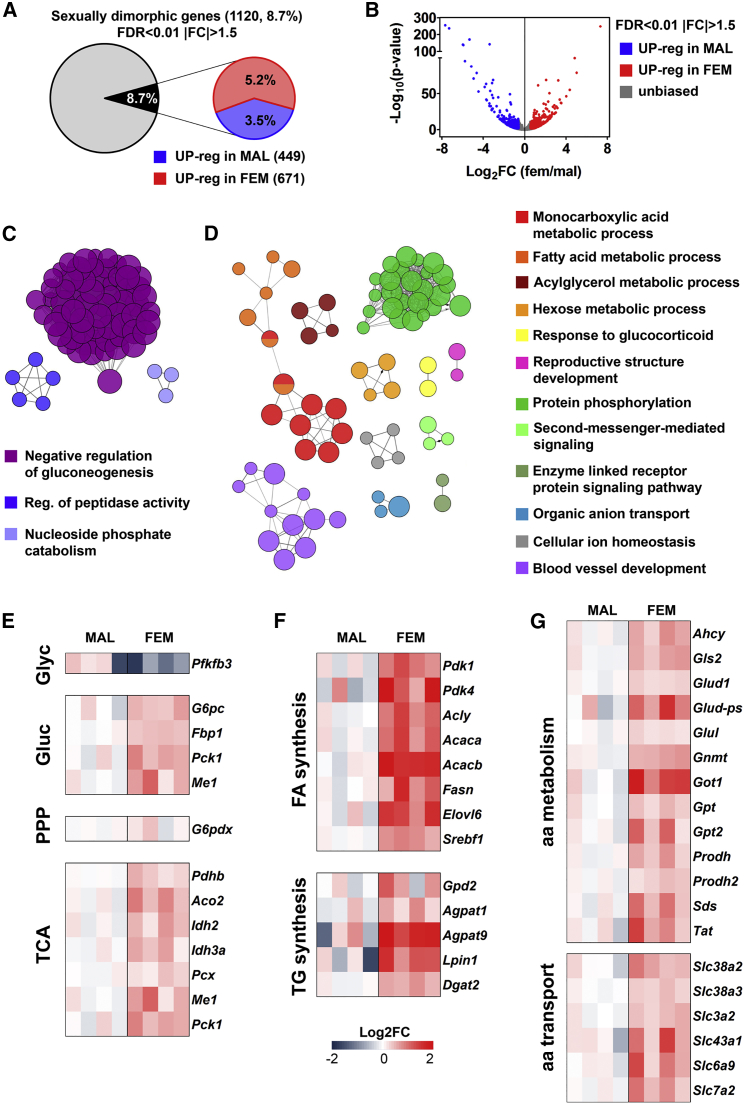 A
Sexually dimorphic genes (1120, 8.7%)
FDR<0.01 |FC|>1.5
8.7%
5.2%
3.5%
UP-reg in MAL (449)
UP-reg in FEM (671)
B
FDR<0.01 |FC|>1.5
UP-reg in MAL
UP-reg in FEM
unbiased
-Log10(p-value)
300
200
100
50
0
-8
-4
0
4
8
Log2FC (fem/mal)
C
Negative regulation
of gluconeogenesis
Reg. of peptidase activity
Nucleoside phosphate
catabolism
D
Monocarboxylic acid
metabolic process
Fatty acid metabolic process
Acylglycerol metabolic process
Hexose metabolic process
Response to glucocorticoid
Reproductive structure
development
Protein phosphorylation
Second-messenger-mediated
signaling
Enzyme linked receptor
protein signaling pathway
Organic anion transport
Cellular ion homeostasis
Blood vessel development
E
MAL
FEM
Glyc
Pfkfb3
Gluc
G6pc
Fbp1
Pck1
Me1
PPP
G6pdx
TCA
Pdhb
Aco2
Idh2
Idh3a
Pcx
Me1
Pck1
F
MAL
FEM
FA synthesis
Pdk1
Pdk4
Acly
Acaca
Acacb
Fasn
Elovl6
Srebf1
TG synthesis
Gpd2
Agpat1
Agpat9
Lpin1
Dgat2
Log2FC
-2
0
2
G
MAL
FEM
aa metabolism
Ahcy
Gls2
Glud1
Glud-ps
Glul
Gnmt
Got1
Gpt
Gpt2
Prodh
Prodh2
Sds
Tat
aa transport
Slc38a2
Slc38a3
Slc3a2
Slc43a1
Slc6a9
Slc7a2